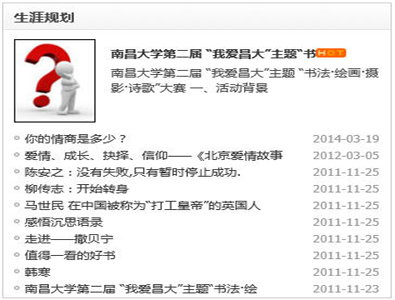 生涯规划
南昌大学第二届 “我爱昌大”主题“书HOT
南昌大学第二届 “我爱昌大”主题 “书法·绘画·摄
影·诗歌”大赛 一、活动背景
你的情商是多少？ 2014-03-19
爱情、成长、抉择、信仰——《北京爱情故事 2012-03-05
陈安之：没有失败,只有暂时停止成功. 2011-11-25
柳传志：开始转身 2011-11-25
马世民 在中国被称为“打工皇帝”的英国人 2011-11-25
感悟沉思语录 2011-11-25
走进——撒贝宁 2011-11-25
值得一看的好书 2011-11-25
韩寒 2011-11-25
南昌大学第二届 “我爱昌大”主题“书法·绘 2011-11-23